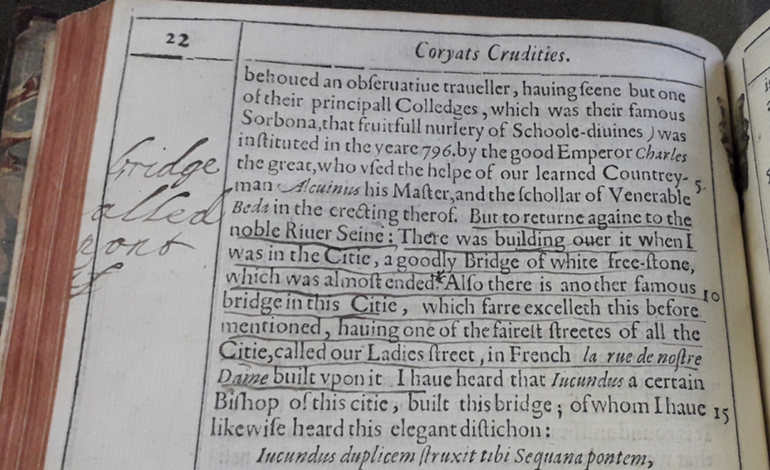 22
Coryats Crudities.
behoued an obſeruatiue traueller, hauing ſeene but one
of their principall Colledges, which was their famous
Sorbona, that fruitfull nurſery of Schoole-diuines) was
inſtituted in the yeare 796. by the good Emperor Charles
the great, who vſed the helpe of our learned Countrey-
man Alcuinus his Maſter, and the ſchollar of Venerable 5
Beda in the erecting therof. But to returne againe to the
noble Riuer Seine: There was building ouer it when I
was in the Citie, a goodly Bridge of white free-ſtone,
which was almoſt ended.* Alſo there is another famous
bridge in this Citie, which farre excelleth this before 10
mentioned, hauing one of the faireſt ſtreetes of all the
Citie, called our Ladies ſtreet, in French la rue de noſtre
Dame built vpon it. I haue heard that Iucundus a certain
Biſhop of this citie, built this bridge; of whom I haue 15
likewiſe heard this elegant diſtichon:
Iucundus duplicem ſtruxit tibi Sequana pontem,
bridge
alled